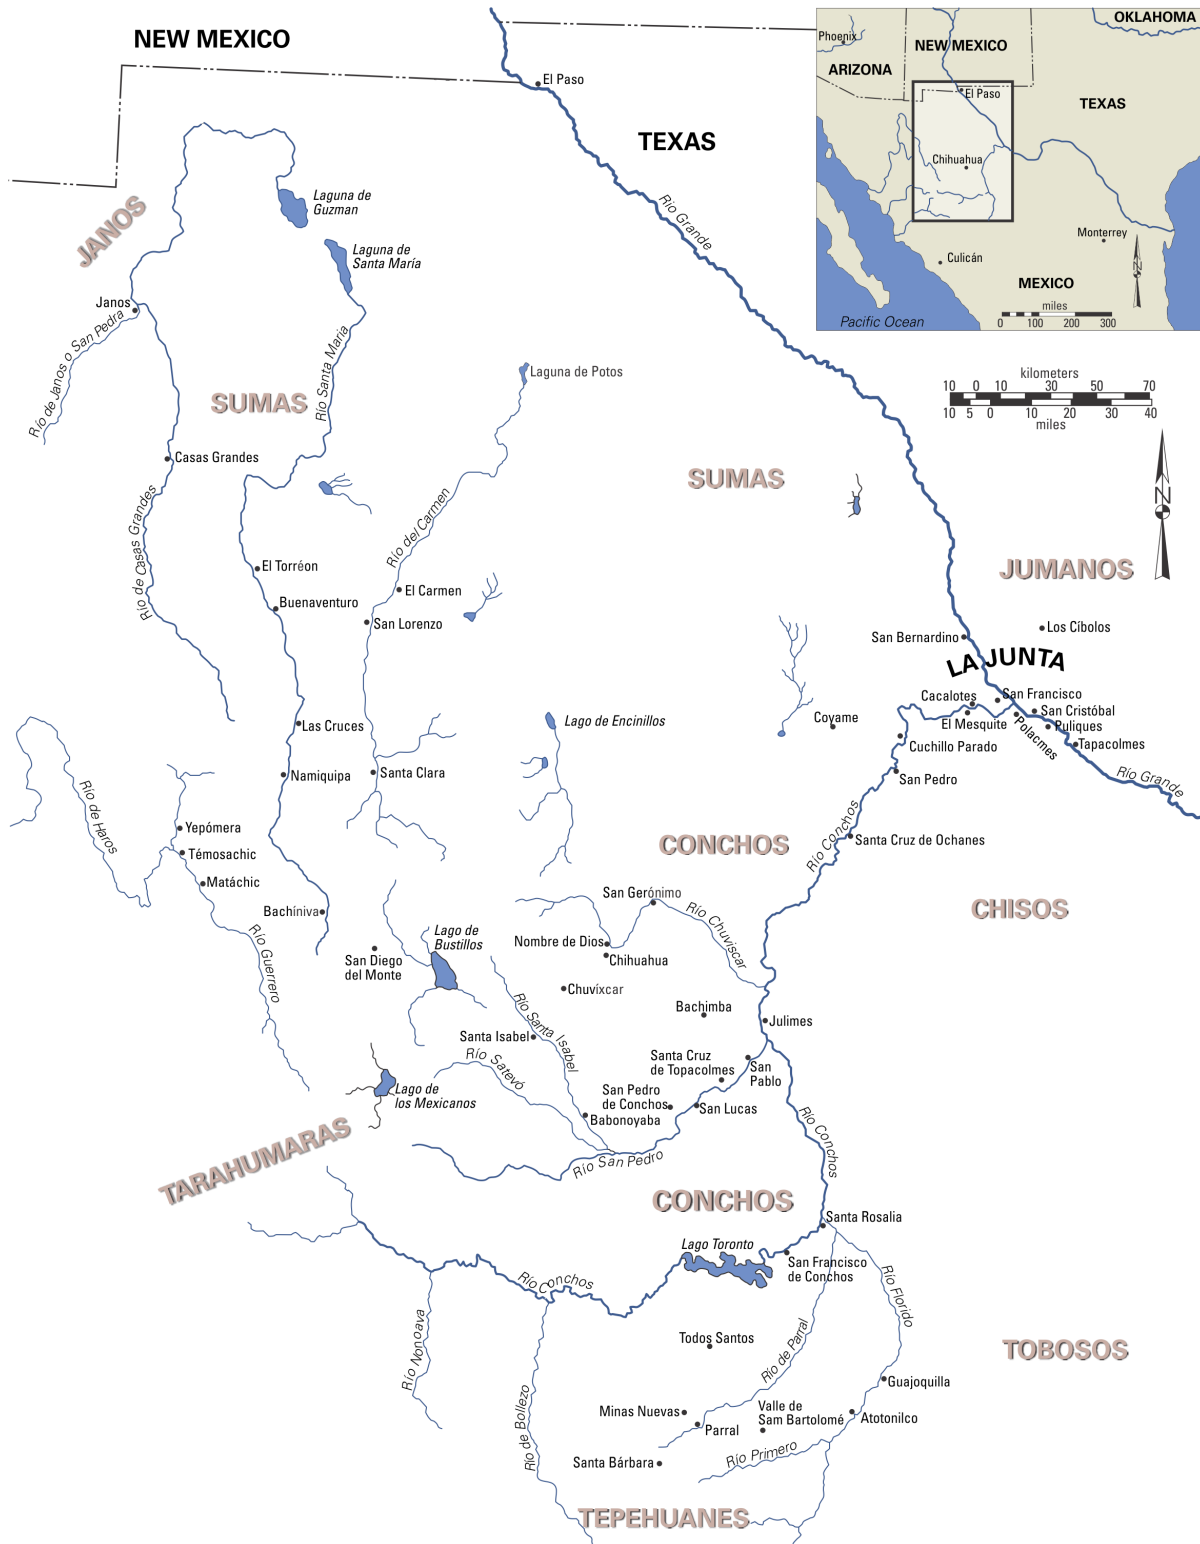 NEW MEXICO
El Paso
TEXAS
Río Grande
OKLAHOMA
Phoenix
NEW MEXICO
ARIZONA
El Paso
TEXAS
Chihuahua
Monterrey
N
Culicán
MEXICO
miles
0 100 200 300
Pacific Ocean
JANOS
Laguna de
Guzman
Laguna de
Santa María
Janos
Río de Janos o San Pedra
SUMAS
Río Santa Maria
Laguna de Potos
kilometers
10 0 10 30 50 70
10 5 0 10 20 30 40
miles
N
Casas Grandes
Río de Casas Grandes
Río del Carmen
SUMAS
JUMANOS
El Torréon
Buenaventuro
El Carmen
San Lorenzo
San Bernardino
Los Cíbolos
LA JUNTA
Cacalotes
San Francisco
San Cristóbal
El Mesquite
Polacmes
Puliques
Tapacolmes
Río Grande
Las Cruces
Lago de Encinillos
Coyame
Cuchillo Parado
San Pedro
Namiquipa
Santa Clara
Río de Haros
Yepómera
Témosachic
Matáchic
CONCHOS
Río Conchos
Santa Cruz de Ochanes
CHISOS
Bachíniva
Río Guerrero
San Diego
del Monte
Lago de
Bustillos
San Gerónimo
Río Chuviscar
Nombre de Dios
Chihuahua
Chuvíxcar
Bachimba
Julimes
Río Santa Isabel
Santa Isabel
Río Satevó
Santa Cruz
de Topacolmes
San
Pablo
San Pedro
de Conchos
San Lucas
Babonoyaba
Río Conchos
Lago de
los Mexicanos
TARAHUMARAS
Río San Pedro
CONCHOS
Santa Rosalia
Lago Toronto
San Francisco
de Conchos
Río Conchos
Río Florido
Río Nonoava
Todos Santos
Río de Parral
TOBOSOS
Guajoquilla
Río de Bollezo
Minas Nuevas
Valle de
Sam Bartolomé
Atotonilco
Parral
Río Primero
Santa Bárbara
TEPEHUANES